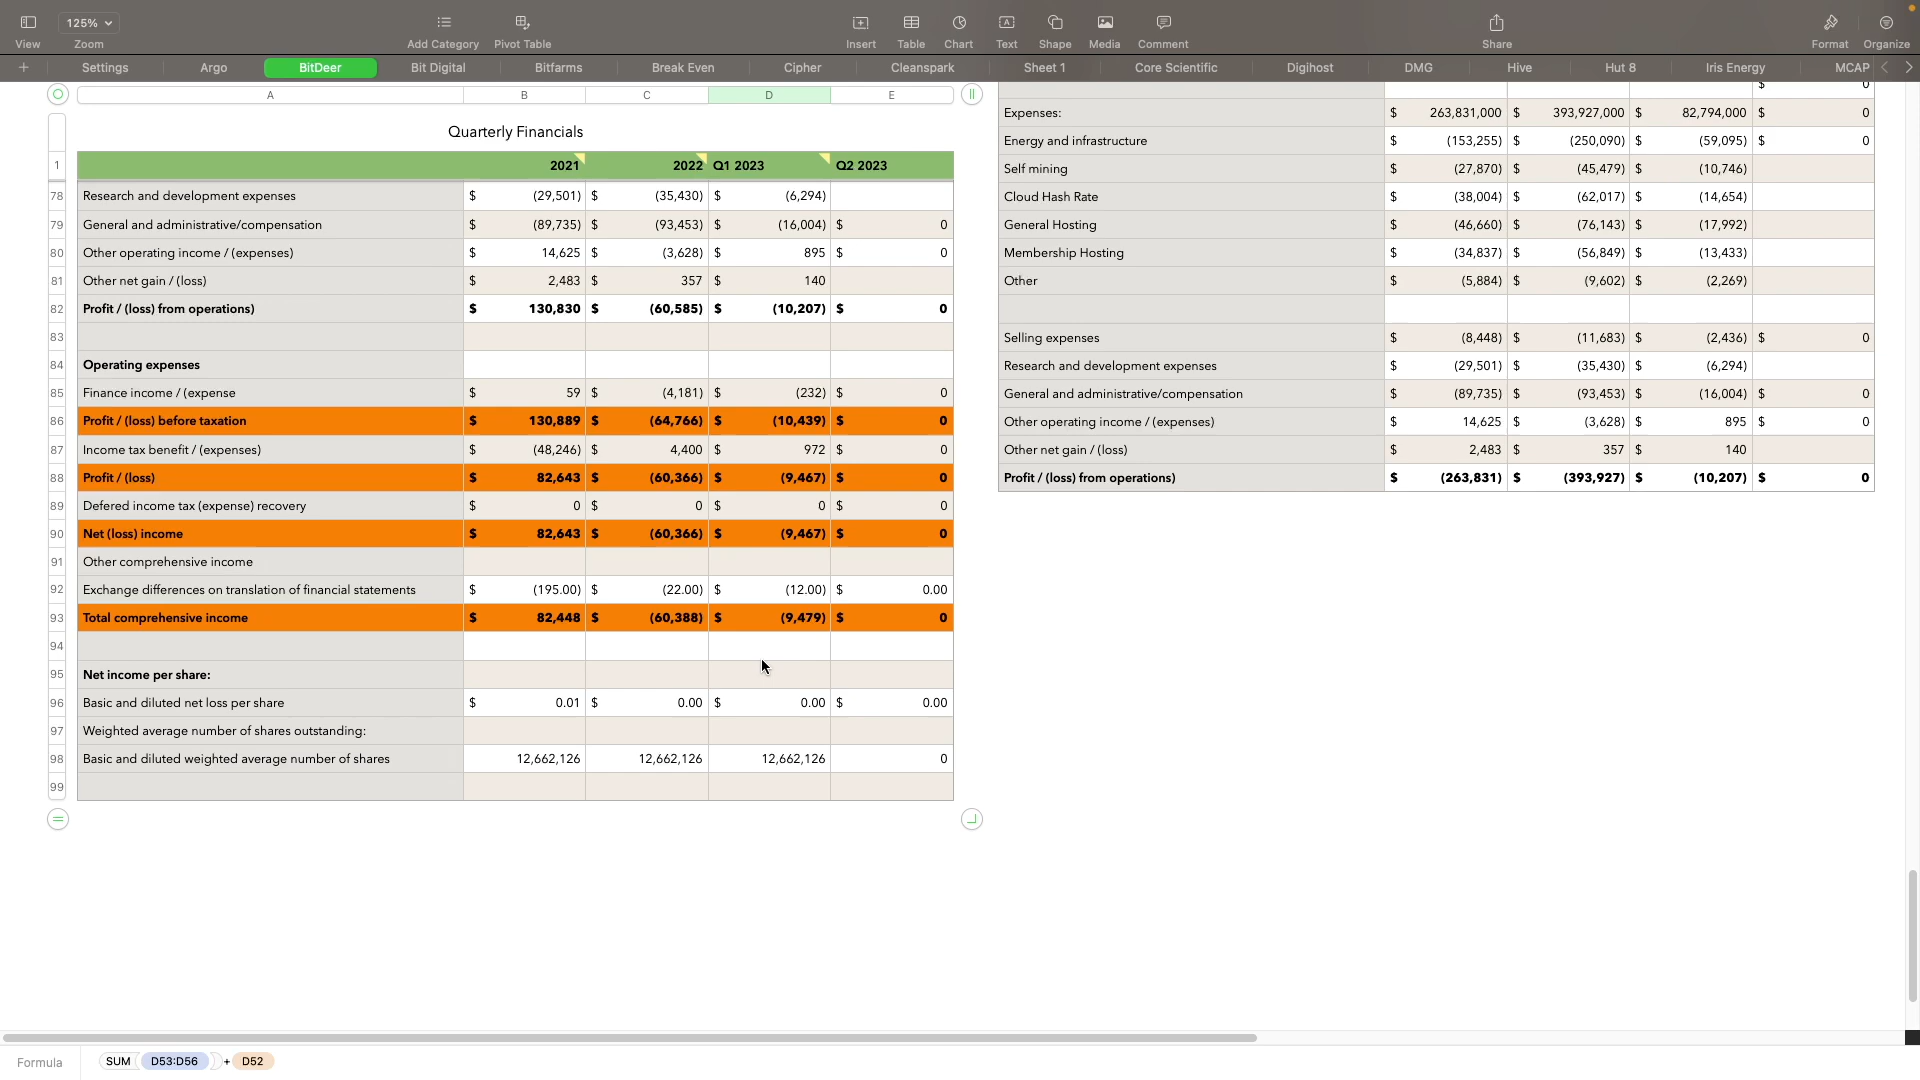 125%
View
Zoom
Add Category
Pivot Table
Insert
Table
Chart
Text
Shape
Media
Comment
Share
Format
Organize
+ Settings Argo BitDeer Bit Digital Bitfarms Break Even Cipher Cleanspark Sheet 1 Core Scientific Digihost DMG Hive Hut 8 Iris Energy MCAP
A B C D E
Quarterly Financials
1 2021 2022 Q1 2023 Q2 2023
78 Research and development expenses $ (29,501) $ (35,430) $ (6,294)
79 General and administrative/compensation $ (89,735) $ (93,453) $ (16,004) $ 0
80 Other operating income / (expenses) $ 14,625 $ (3,628) $ 895 $ 0
81 Other net gain / (loss) $ 2,483 $ 357 $ 140
82 Profit / (loss) from operations) $ 130,830 $ (60,585) $ (10,207) $ 0
83
84 Operating expenses
85 Finance income / (expense $ 59 $ (4,181) $ (232) $ 0
86 Profit / (loss) before taxation $ 130,889 $ (64,766) $ (10,439) $ 0
87 Income tax benefit / (expenses) $ (48,246) $ 4,400 $ 972 $ 0
88 Profit / (loss) $ 82,643 $ (60,366) $ (9,467) $ 0
89 Defered income tax (expense) recovery $ 0 $ 0 $ 0 $ 0
90 Net (loss) income $ 82,643 $ (60,366) $ (9,467) $ 0
91 Other comprehensive income
92 Exchange differences on translation of financial statements $ (195.00) $ (22.00) $ (12.00) $ 0.00
93 Total comprehensive income $ 82,448 $ (60,388) $ (9,479) $ 0
94
95 Net income per share:
96 Basic and diluted net loss per share $ 0.01 $ 0.00 $ 0.00 $ 0.00
97 Weighted average number of shares outstanding:
98 Basic and diluted weighted average number of shares 12,662,126 12,662,126 12,662,126 0
99
$ 0
Expenses: $ 263,831,000 $ 393,927,000 $ 82,794,000 $ 0
Energy and infrastructure $ (153,255) $ (250,090) $ (59,095) $ 0
Self mining $ (27,870) $ (45,479) $ (10,746)
Cloud Hash Rate $ (38,004) $ (62,017) $ (14,654)
General Hosting $ (46,660) $ (76,143) $ (17,992)
Membership Hosting $ (34,837) $ (56,849) $ (13,433)
Other $ (5,884) $ (9,602) $ (2,269)
Selling expenses $ (8,448) $ (11,683) $ (2,436) $ 0
Research and development expenses $ (29,501) $ (35,430) $ (6,294)
General and administrative/compensation $ (89,735) $ (93,453) $ (16,004) $ 0
Other operating income / (expenses) $ 14,625 $ (3,628) $ 895 $ 0
Other net gain / (loss) $ 2,483 $ 357 $ 140
Profit / (loss) from operations) $ (263,831) $ (393,927) $ (10,207) $ 0
Formula SUM ( D53:D56 ) + D52